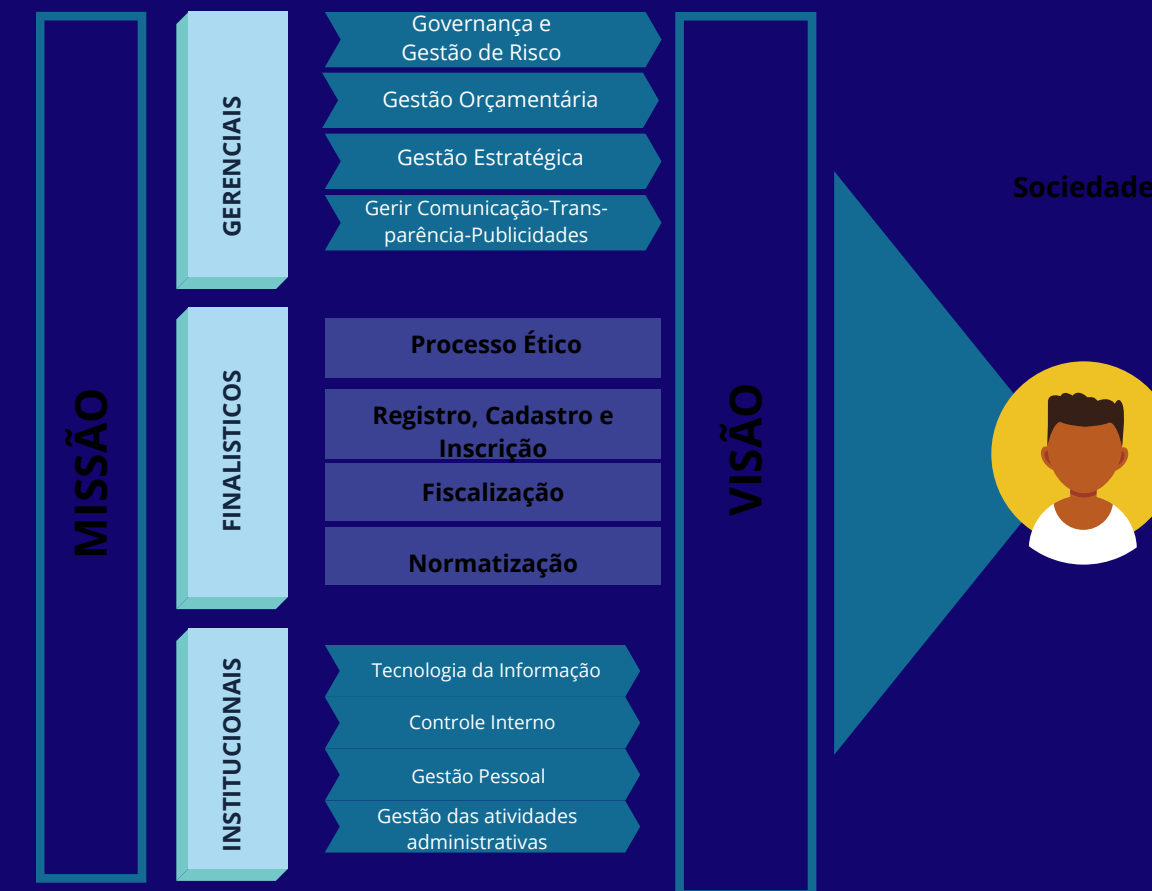 MISSÃO
GERENCIAIS
Governança e
Gestão de Risco
Gestão Orçamentária
Gestão Estratégica
Gerir Comunicação-Trans-
parência-Publicidades
FINALISTICOS
Processo Ético
Registro, Cadastro e
Inscrição
Fiscalização
Normatização
INSTITUCIONAIS
Tecnologia da Informação
Controle Interno
Gestão Pessoal
Gestão das atividades
administrativas
VISÃO
Sociedade